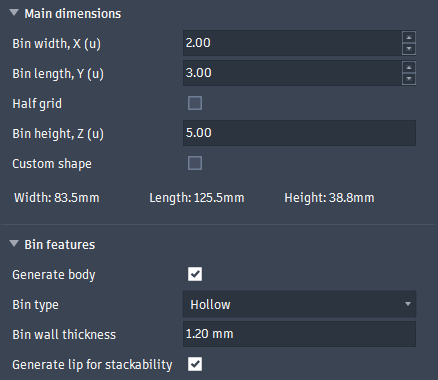 Main dimensions
Bin width, X (u) 2.00
Bin length, Y (u) 3.00
Half grid
Bin height, Z (u) 5.00
Custom shape
Width: 83.5mm Length: 125.5mm Height: 38.8mm
Bin features
Generate body
Bin type Hollow
Bin wall thickness 1.20 mm
Generate lip for stackability